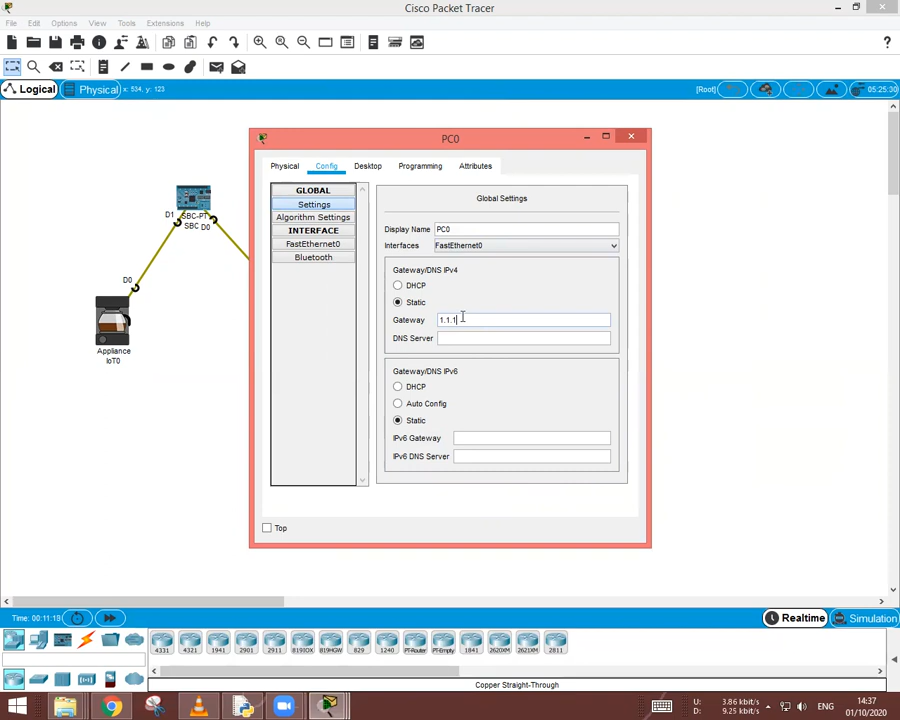 Cisco Packet Tracer
File Edit Options View Tools Extensions Help
?
Logical Physical x: 534, y: 123 [Root] 05:25:30
PC0
Physical Config Desktop Programming Attributes
GLOBAL
Settings
Algorithm Settings
INTERFACE
FastEthernet0
Bluetooth
Global Settings
Display Name PC0
Interfaces FastEthernet0
Gateway/DNS IPv4
DHCP
Static
Gateway 1.1.1
DNS Server
Gateway/DNS IPv6
DHCP
Auto Config
Static
IPv6 Gateway
IPv6 DNS Server
Top
D1 SBC-PT
SBC D0
D0
Appliance
IoT0
Time: 00:11:19 Realtime Simulation
4331 4321 1941 2901 2911 819IOX 819HGW 829 1240 PT-Router PT-Empty 1841 2620XM 2621XM 2811
Copper Straight-Through
U: 3.86 kbit/s
D: 9.25 kbit/s
ENG
14:37
01/10/2020